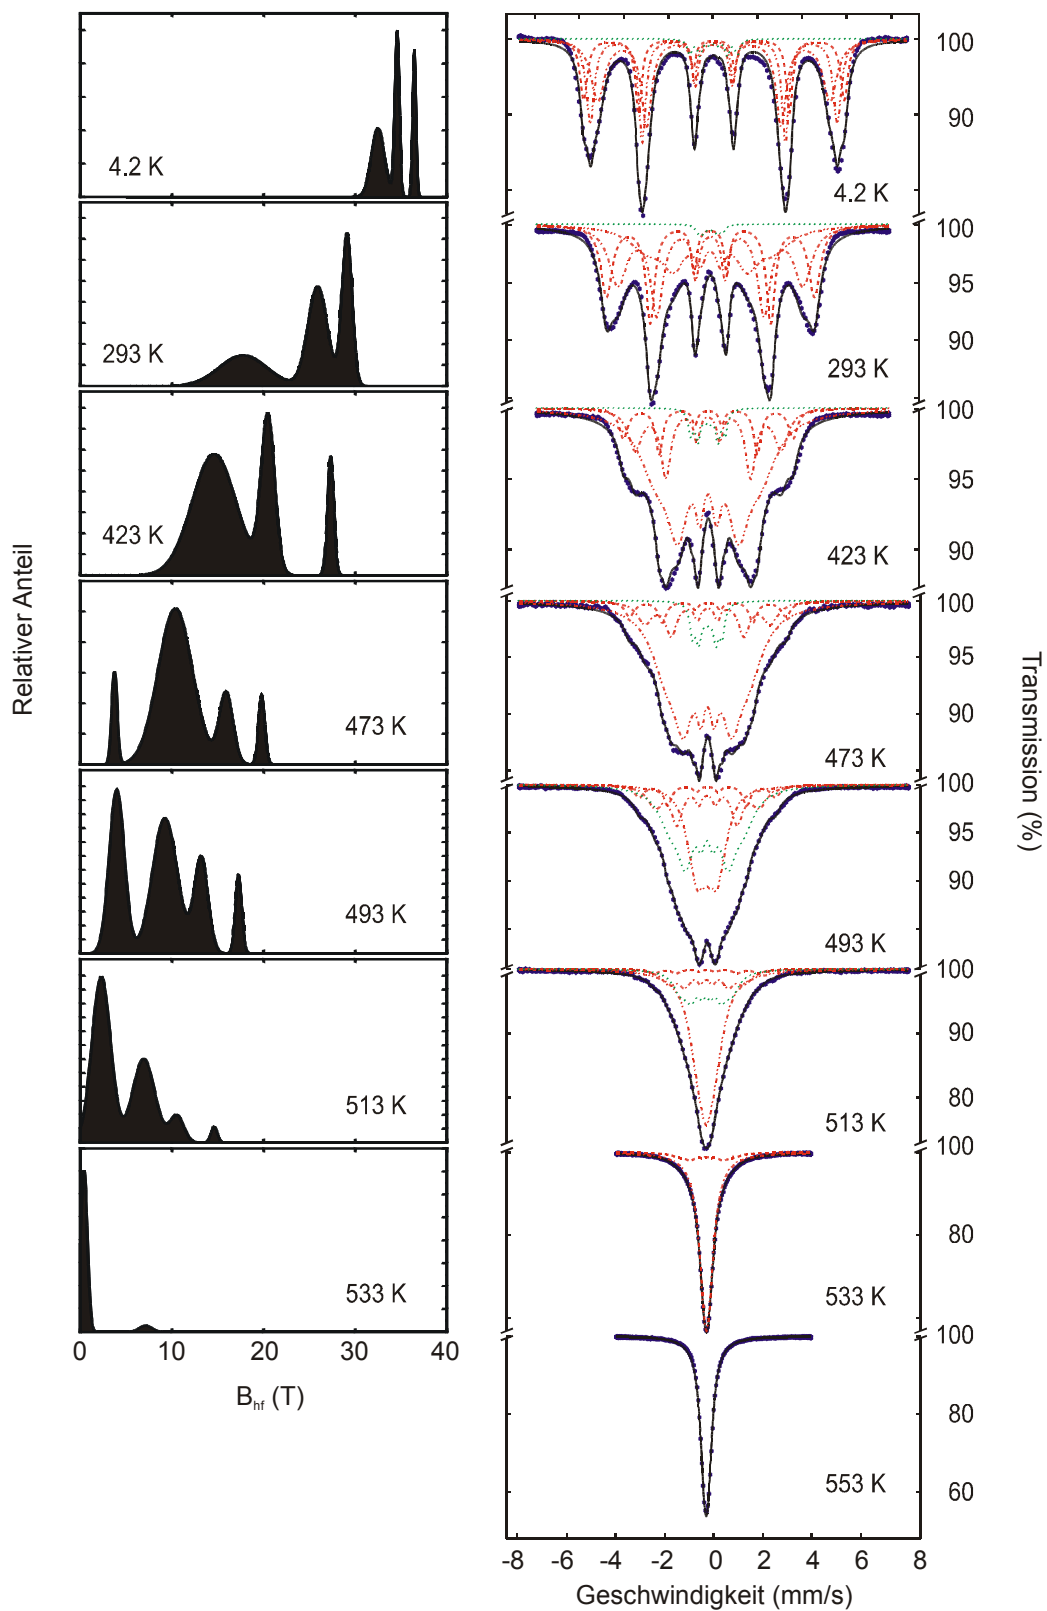 Relativer Anteil
4.2 K
293 K
423 K
473 K
493 K
513 K
533 K
0 10 20 30 40
B_hf (T)
100
90
4.2 K
100
95
90
293 K
100
95
90
423 K
100
95
90
473 K
100
95
90
493 K
100
90
80
513 K
100
80
533 K
100
80
60
553 K
-8 -6 -4 -2 0 2 4 6 8
Geschwindigkeit (mm/s)
Transmission (%)